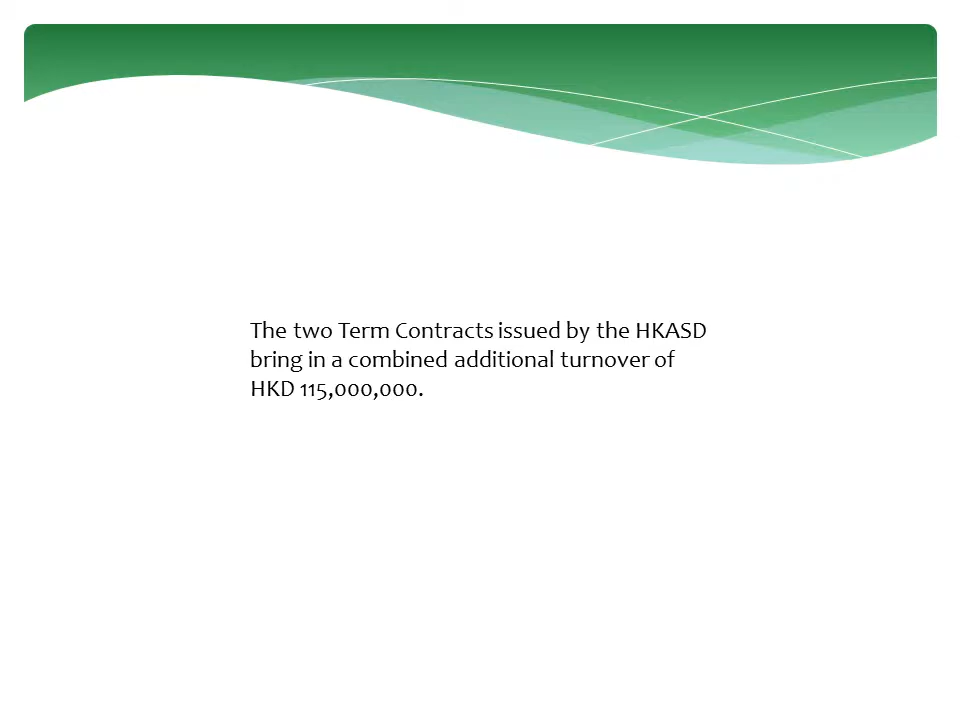 The two Term Contracts issued by the HKASD
bring in a combined additional turnover of
HKD 115,000,000.